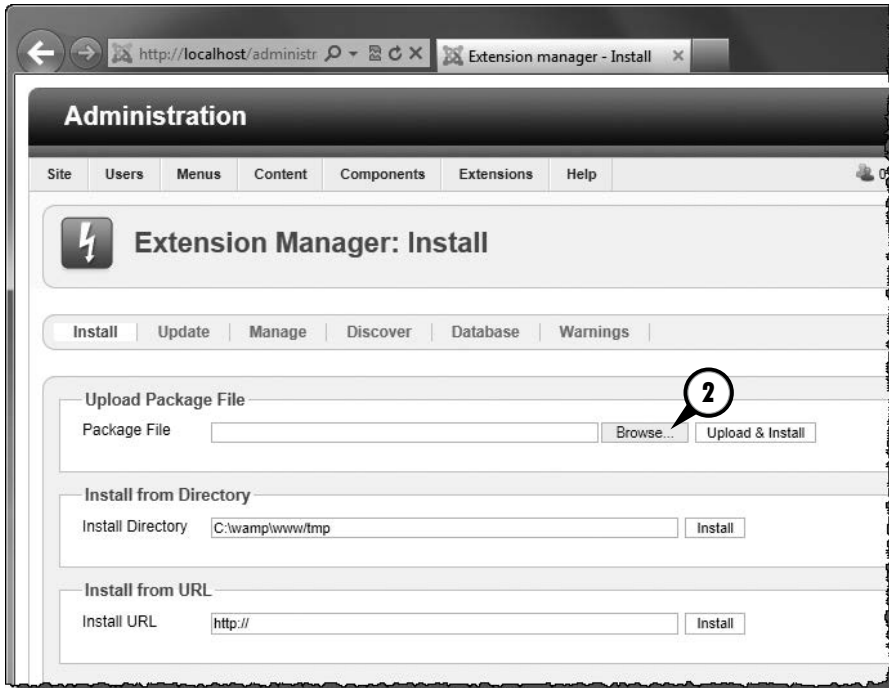 http://localhost/administr
Extension manager - Install
Administration
Site Users Menus Content Components Extensions Help
0
Extension Manager: Install
Install Update Manage Discover Database Warnings
2
Upload Package File
Package File Browse... Upload & Install
Install from Directory
Install Directory C:\wamp\www/tmp Install
Install from URL
Install URL http:// Install